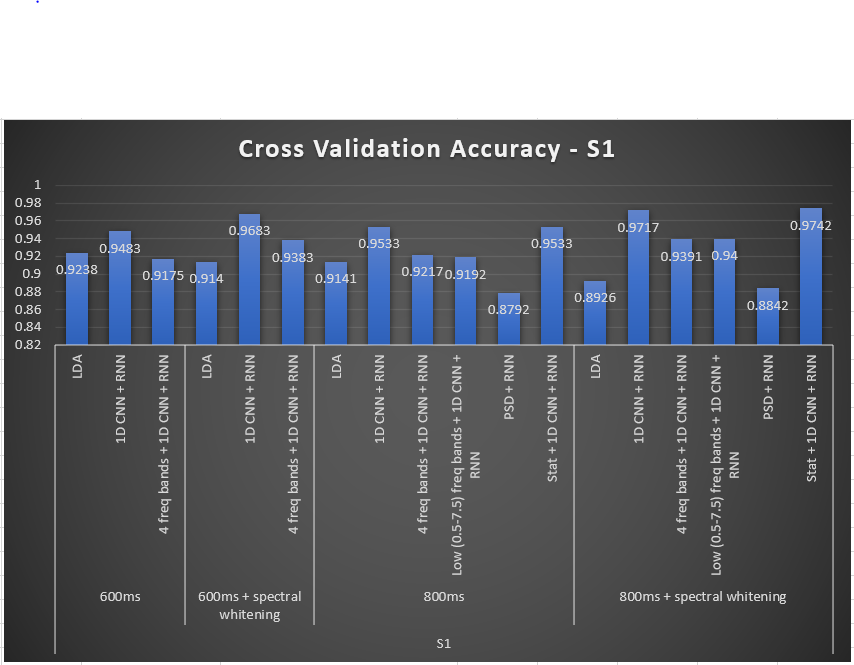 Cross Validation Accuracy - S1
1
0.98
0.96
0.94
0.92
0.9
0.88
0.86
0.84
0.82
0.9238
0.9483
0.9175
0.914
0.9683
0.9383
0.9141
0.9533
0.9217
0.9192
0.8792
0.9533
0.8926
0.9717
0.9391
0.94
0.8842
0.9742
LDA
1D CNN + RNN
4 freq bands + 1D CNN + RNN
LDA
1D CNN + RNN
4 freq bands + 1D CNN + RNN
LDA
1D CNN + RNN
4 freq bands + 1D CNN + RNN
Low (0.5-7.5) freq bands + 1D CNN +
RNN
PSD + RNN
Stat + 1D CNN + RNN
LDA
1D CNN + RNN
4 freq bands + 1D CNN + RNN
Low (0.5-7.5) freq bands + 1D CNN +
RNN
PSD + RNN
Stat + 1D CNN + RNN
600ms
600ms + spectral
whitening
800ms
800ms + spectral whitening
S1